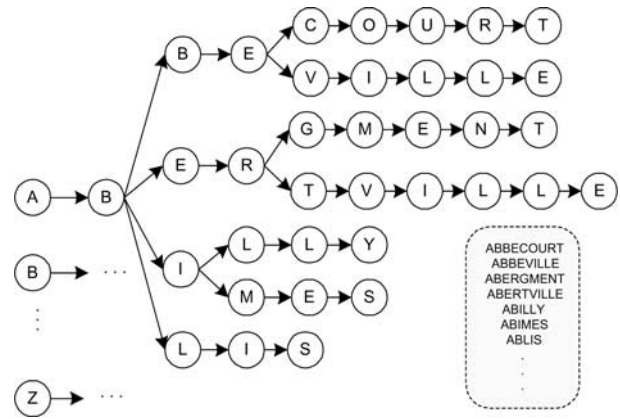 C O U R T
B E
V I L L E
G M E N T
E R
T V I L L E
A B
L L Y
B ...
I
M E S
L I S
Z ...
ABBECOURT
ABBEVILLE
ABERGMENT
ABERTVILLE
ABILLY
ABIMES
ABLIS
.
.
.